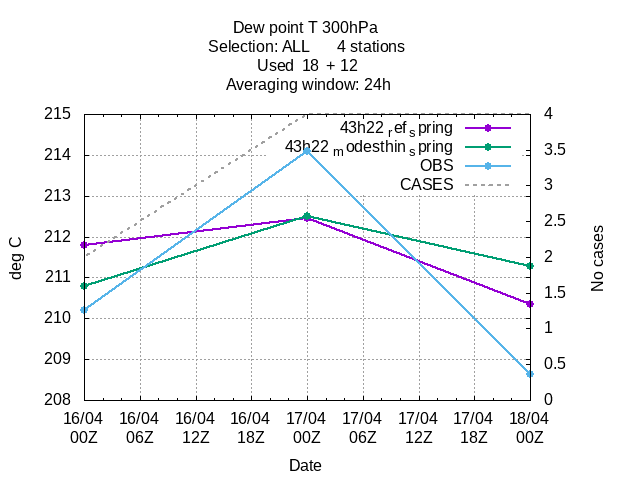 Dew point T 300hPa
Selection: ALL      4 stations
Used  18  + 12
Averaging window: 24h
215
214
213
212
211
210
209
208
4
3.5
3
2.5
2
1.5
1
0.5
0
43h22 refspring
43h22 modesthinspring
OBS
CASES
deg C
No cases
16/04 16/04 16/04 16/04 17/04 17/04 17/04 17/04 18/04
00Z 06Z 12Z 18Z 00Z 06Z 12Z 18Z 00Z
Date